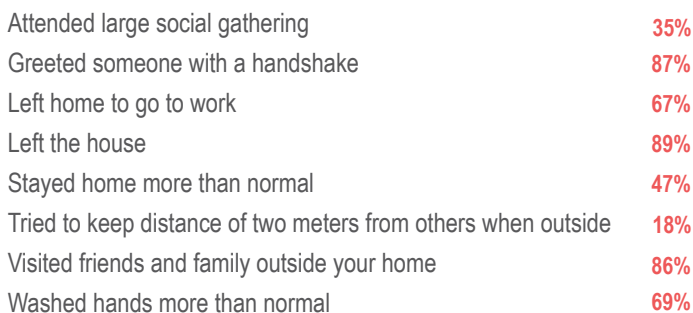 Attended large social gathering 35%
Greeted someone with a handshake 87%
Left home to go to work 67%
Left the house 89%
Stayed home more than normal 47%
Tried to keep distance of two meters from others when outside 18%
Visited friends and family outside your home 86%
Washed hands more than normal 69%